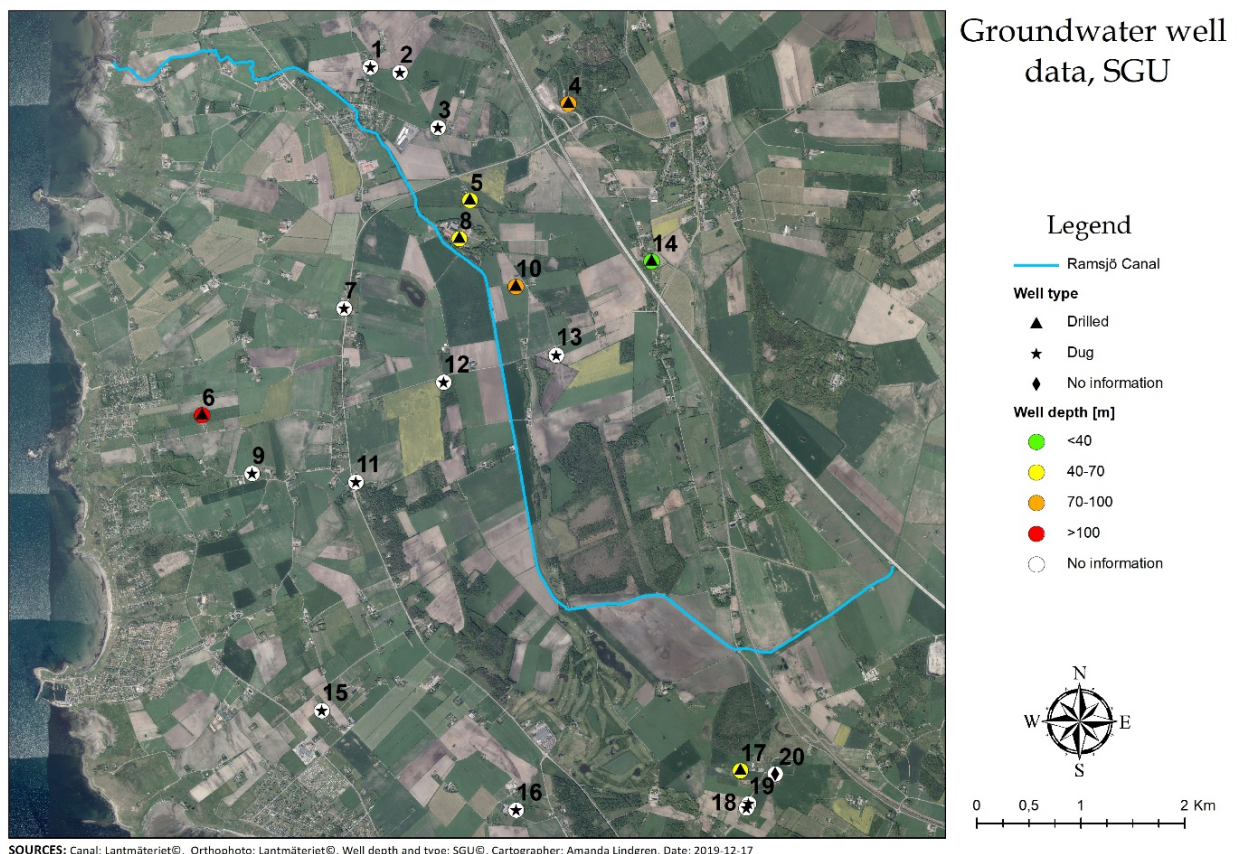 Groundwater well
data, SGU
1
2
3
4
5
8
14
10
7
13
12
6
9
11
15
17
20
19
18
16
Legend
Ramsjö Canal
Well type
Drilled
Dug
No information
Well depth [m]
<40
40-70
70-100
>100
No information
N
W E
S
0 0,5 1 2 Km
SOURCES: Canal: Lantmäteriet©, Orthophoto: Lantmäteriet©, Well depth and type: SGU©, Cartographer: Amanda Lindgren, Date: 2019-12-17